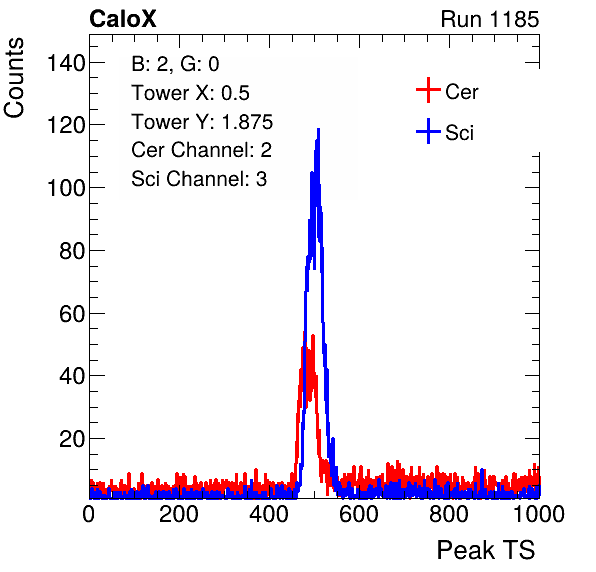 CaloX Run 1185
Counts
B: 2, G: 0
Tower X: 0.5
Tower Y: 1.875
Cer Channel: 2
Sci Channel: 3
Cer
Sci
140
120
100
80
60
40
20
0 200 400 600 800 1000
Peak TS